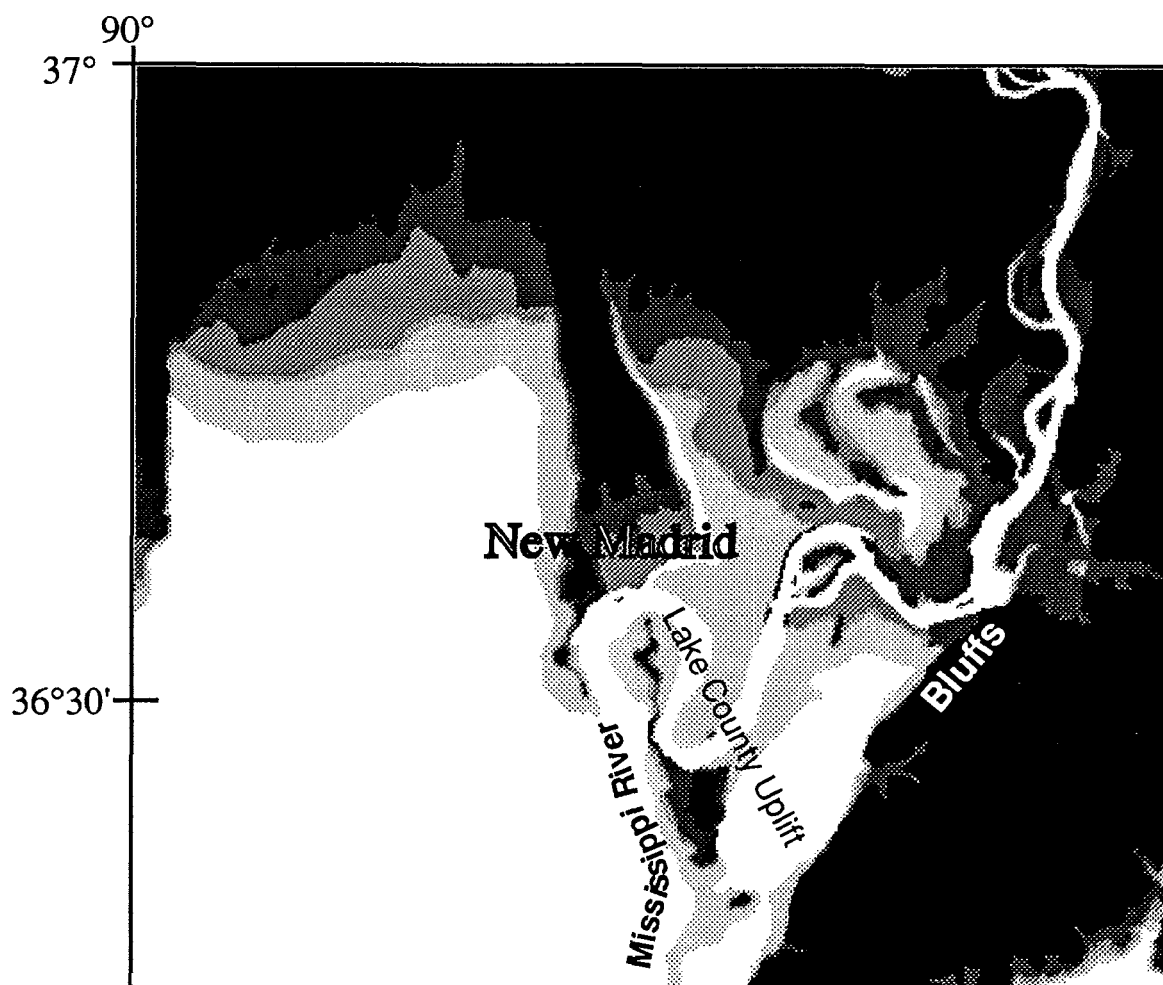 90°
37°
New Madrid
Lake County Uplift
Bluffs
36°30'
Mississippi River